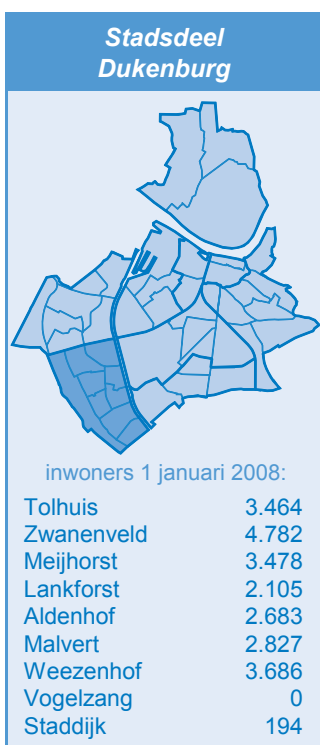 Stadsdeel
Dukenburg
inwoners 1 januari 2008:
Tolhuis 3.464
Zwanenveld 4.782
Meijhorst 3.478
Lankforst 2.105
Aldenhof 2.683
Malvert 2.827
Weezenhof 3.686
Vogelzang 0
Staddijk 194